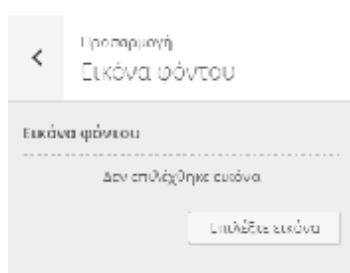 Προσαρμογή
Εικόνα φόντου
Εικόνα φόντου
Δεν επιλέχθηκε εικόνα
Επιλέξτε εικόνα